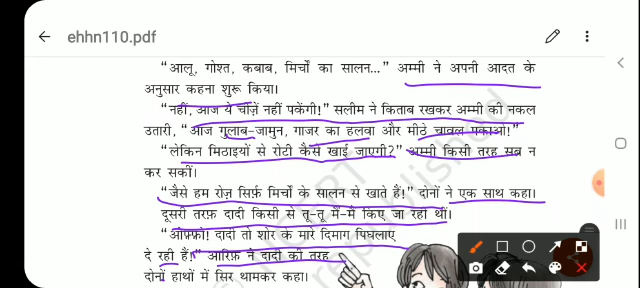 ehhn110.pdf
“आलू, गोश्त, कबाब, मिर्चों का सालन...” अम्मी ने अपनी आदत के
अनुसार कहना शुरू किया।
“नहीं, आज ये चीज़ें नहीं पकेंगी!” सलीम ने किताब रखकर अम्मी की नकल
उतारी, “आज गुलाब-जामुन, गाजर का हलवा और मीठे चावल पकाओ!”
“लेकिन मिठाइयों से रोटी कैसे खाई जाएगी?” अम्मी किसी तरह सब्र न
कर सकीं।
“जैसे हम रोज़ सिर्फ़ मिर्चों के सालन से खाते हैं!” दोनों ने एक साथ कहा।
दूसरी तरफ़ दादी किसी से तू-तू मैं-मैं किए जा रही थीं।
“ओफ़्फ़ो! दादी तो शोर के मारे दिमाग पिघलाए
दे रही हैं!” आरिफ़ ने दादी की तरह
दोनों हाथों में सिर थामकर कहा।
republished